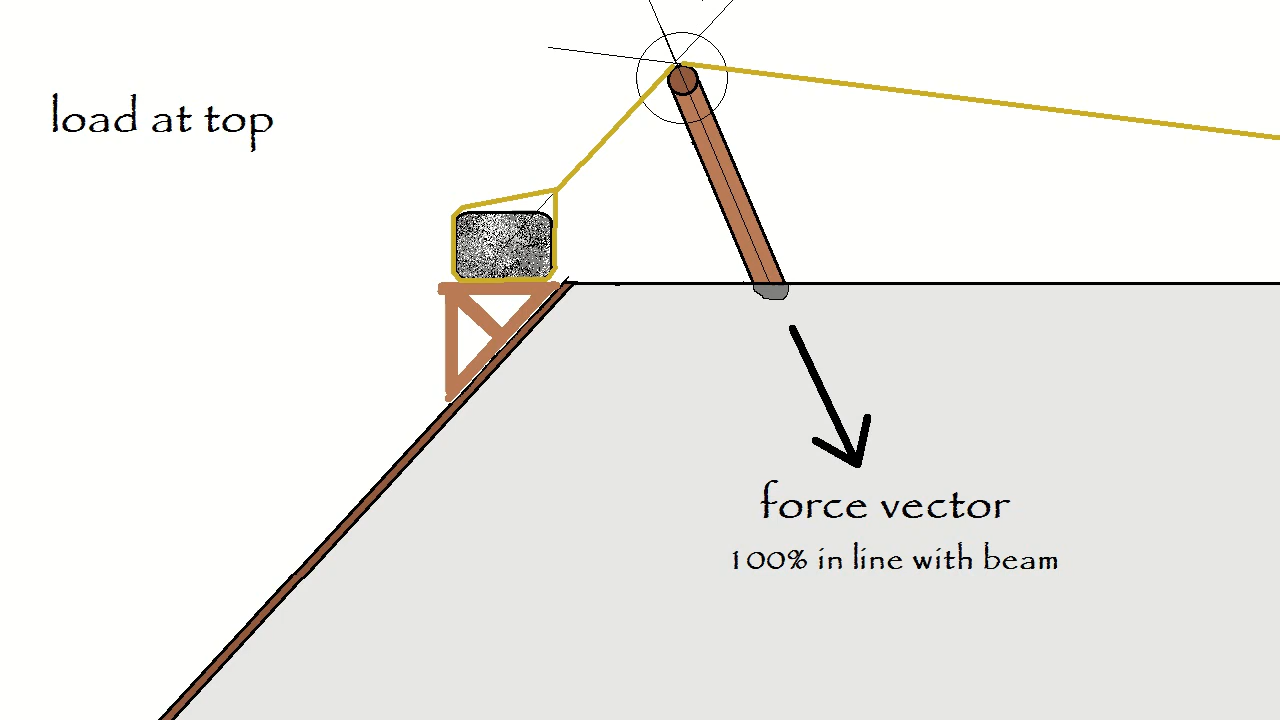 load at top
force vector
100% in line with beam